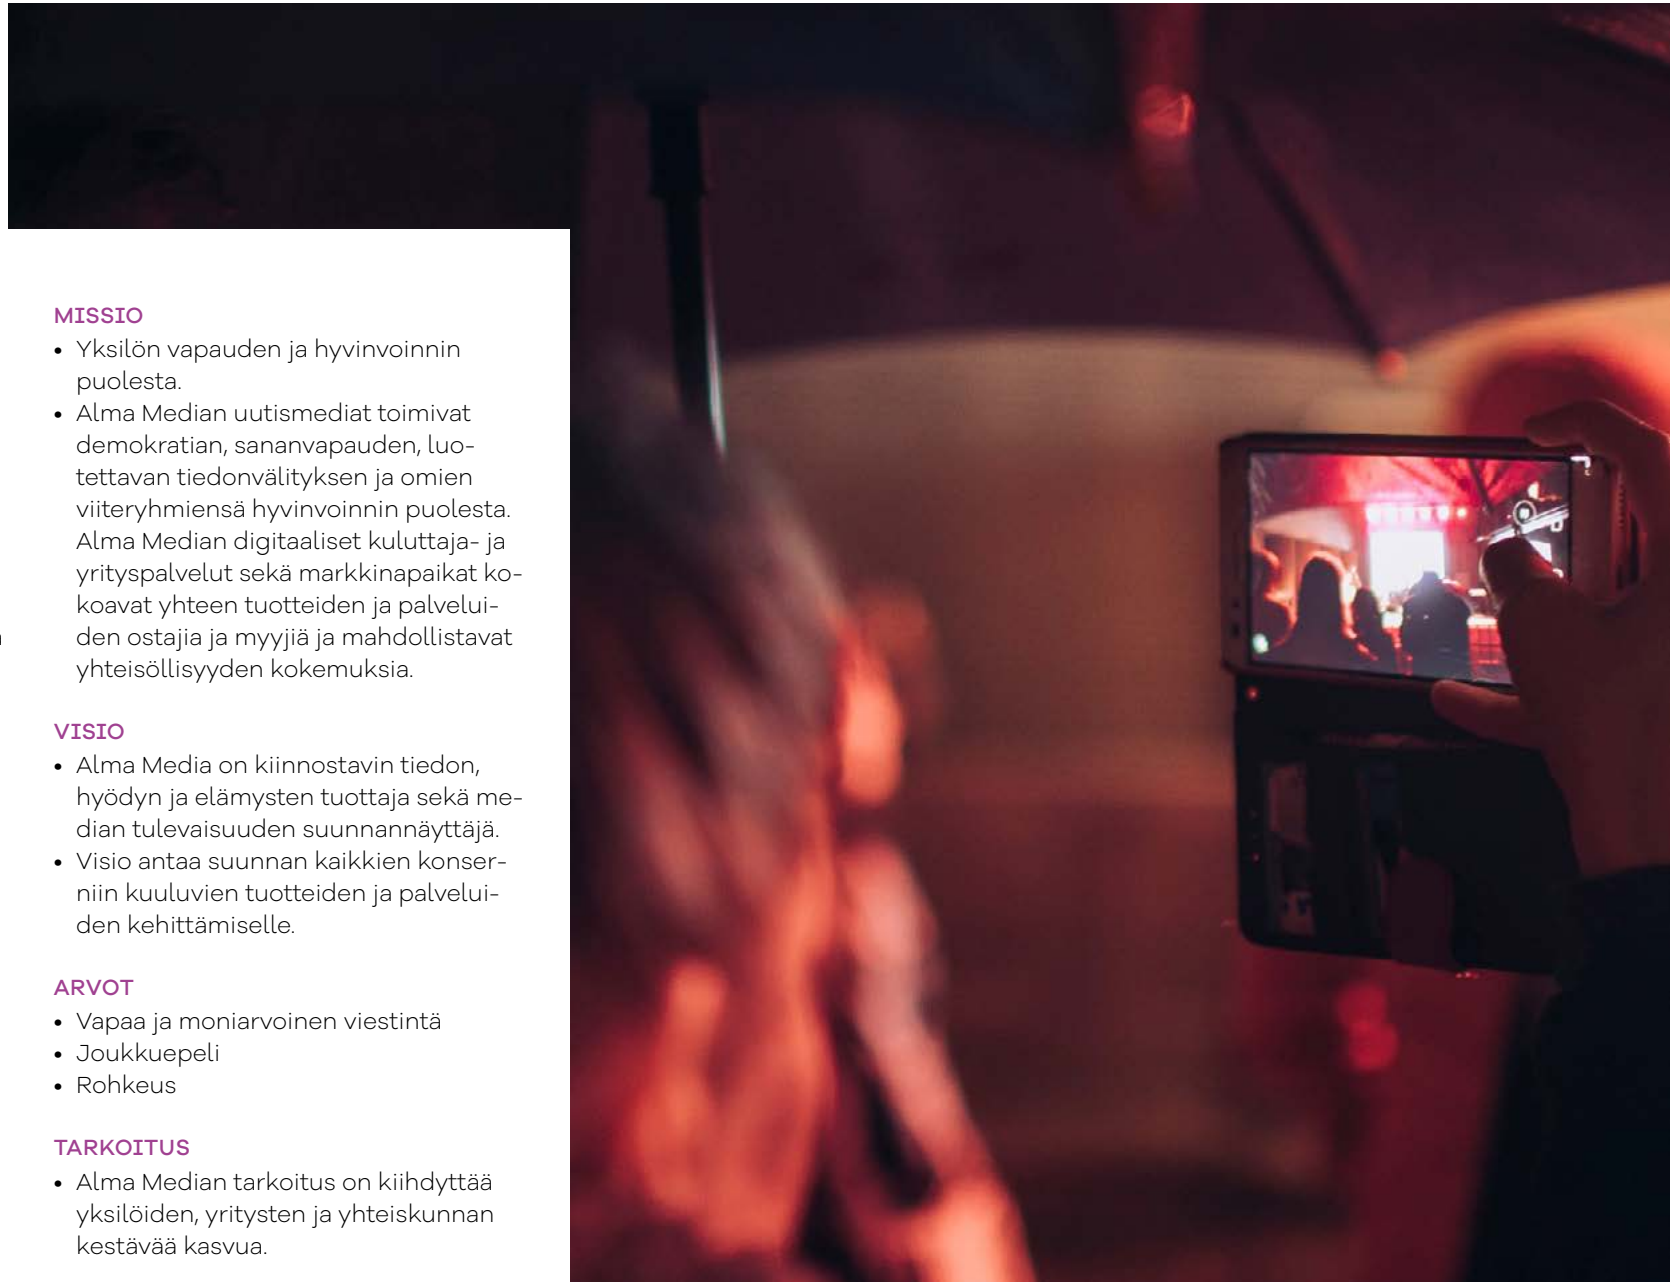 MISSIO
• Yksilön vapauden ja hyvinvoinnin
puolesta.
• Alma Median uutismediat toimivat
demokratian, sananvapauden, luo-
tettavan tiedonvälityksen ja omien
viiteryhmiensä hyvinvoinnin puolesta.
Alma Median digitaaliset kuluttaja- ja
yrityspalvelut sekä markkinapaikat ko-
koavat yhteen tuotteiden ja palvelui-
den ostajia ja myyjiä ja mahdollistavat
yhteisöllisyyden kokemuksia.
VISIO
• Alma Media on kiinnostavin tiedon,
hyödyn ja elämysten tuottaja sekä me-
dian tulevaisuuden suunnannäyttäjä.
• Visio antaa suunnan kaikkien konser-
niin kuuluvien tuotteiden ja palvelui-
den kehittämiselle.
ARVOT
• Vapaa ja moniarvoinen viestintä
• Joukkuepeli
• Rohkeus
TARKOITUS
• Alma Median tarkoitus on kiihdyttää
yksilöiden, yritysten ja yhteiskunnan
kestävää kasvua.